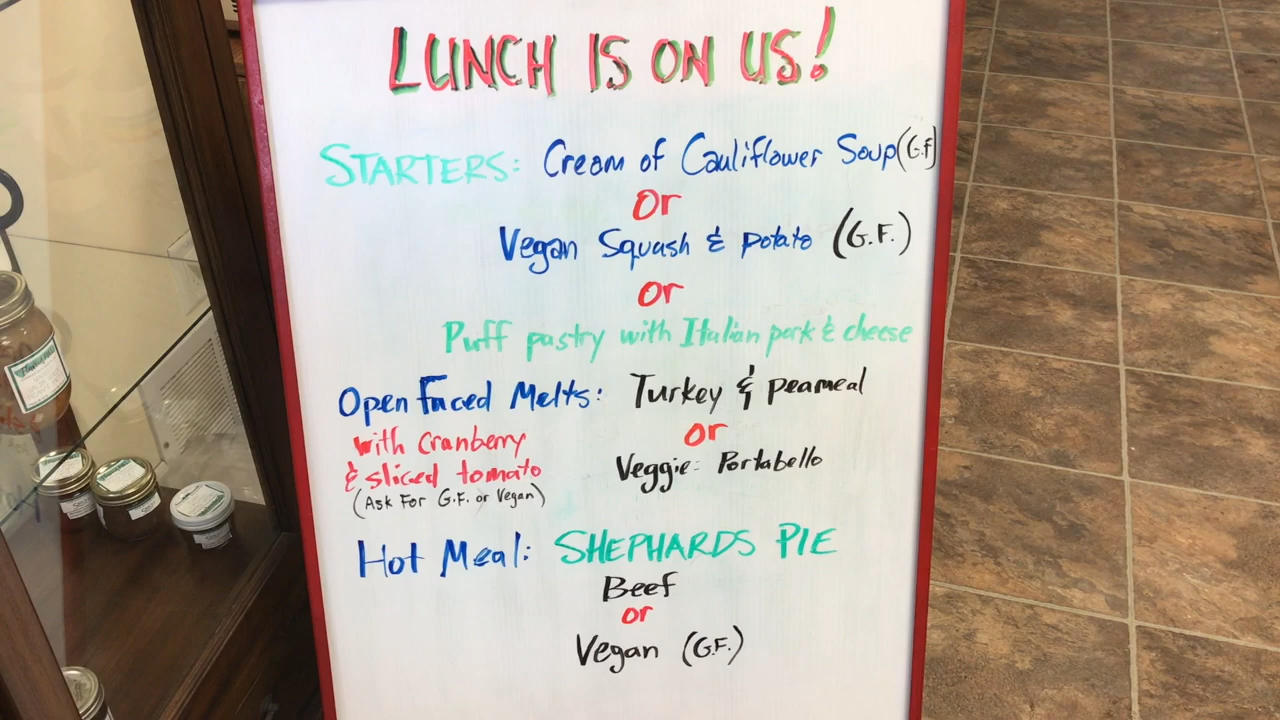 LUNCH IS ON US!
STARTERS: Cream of Cauliflower Soup (G.F)
Or
Vegan Squash & potato (G.F.)
Or
Puff pastry with Italian pork & cheese
Open Faced Melts: Turkey & peameal
with cranberry
or
& sliced tomato
Veggie: Portabello
(Ask For G.F. or Vegan)
Hot Meal: SHEPHARDS PIE
Beef
or
Vegan (G.F.)